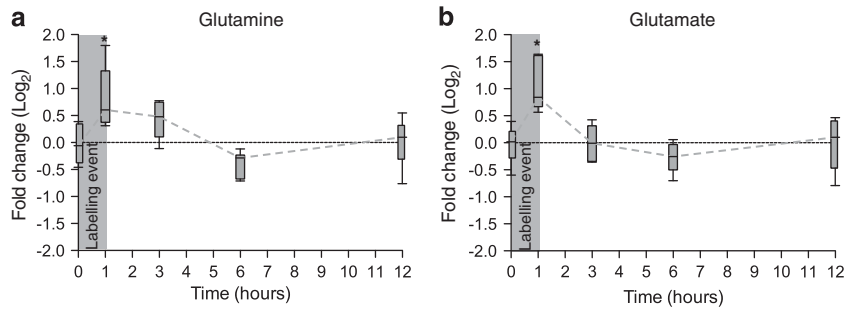 a
Glutamine
Fold change (Log2)
2.0
1.5
1.0
0.5
0.0
-0.5
-1.0
-1.5
-2.0
*
Labelling event
0 1 2 3 4 5 6 7 8 9 10 11 12
Time (hours)
b
Glutamate
Fold change (Log2)
2.0
1.5
1.0
0.5
0.0
-0.5
-1.0
-1.5
-2.0
*
Labelling event
0 1 2 3 4 5 6 7 8 9 10 11 12
Time (hours)